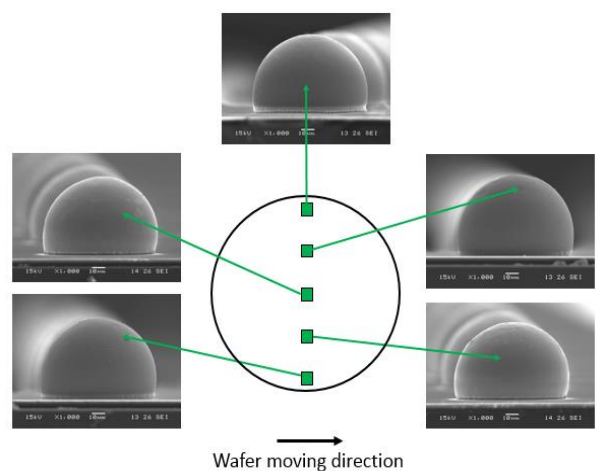 15kV X1,000 10µm 13 26 SEI
15kV X1,000 10µm 14 26 SEI
15kV X1,000 10µm 13 26 SEI
15kV X1,000 10µm 13 26 SEI
15kV X1,000 10µm 14 26 SEI
Wafer moving direction